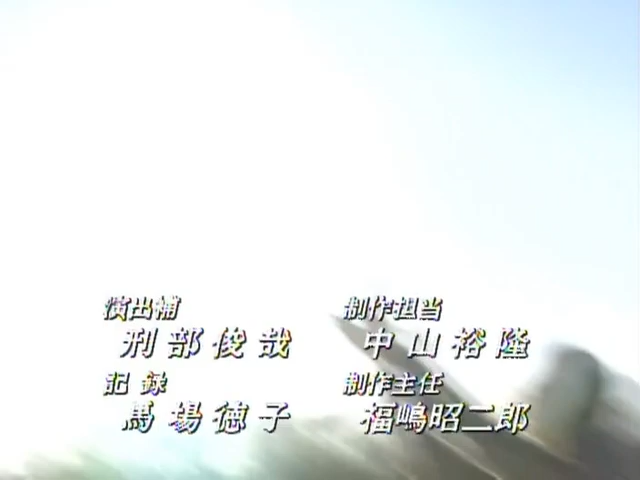 演出補
刑部俊哉
記録
馬場徳子
制作担当
中山裕隆
制作主任
福嶋昭二郎